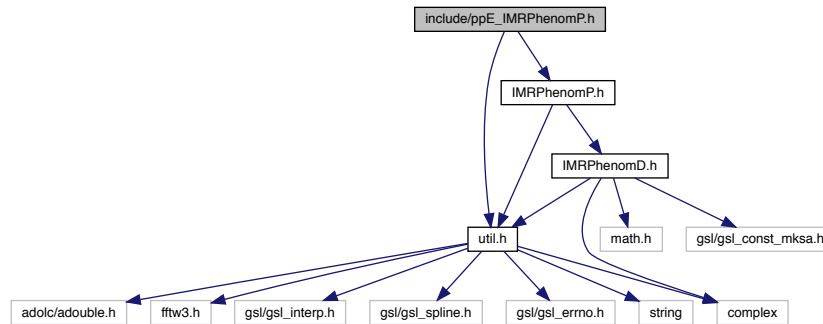 include/ppE_IMRPhenomP.h
IMRPhenomP.h
IMRPhenomD.h
util.h
math.h
gsl/gsl_const_mksa.h
adolc/adouble.h
fftw3.h
gsl/gsl_interp.h
gsl/gsl_spline.h
gsl/gsl_errno.h
string
complex